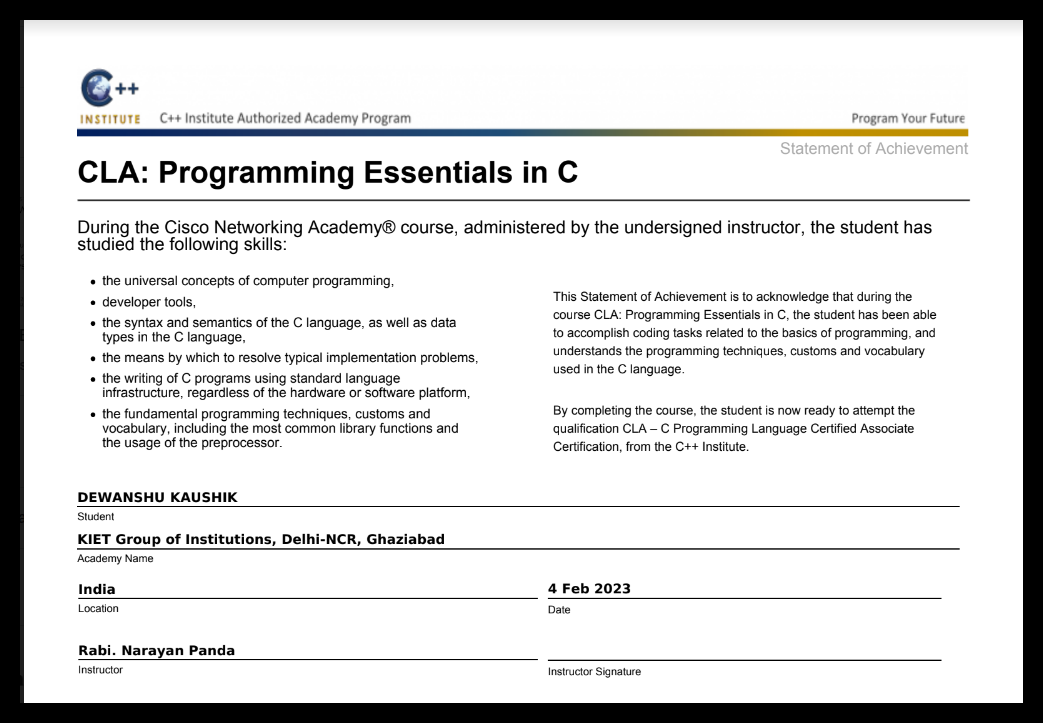 C++
INSTITUTE
C++ Institute Authorized Academy Program
Program Your Future
Statement of Achievement
CLA: Programming Essentials in C
During the Cisco Networking Academy® course, administered by the undersigned instructor, the student has
studied the following skills:
• the universal concepts of computer programming,
• developer tools,
• the syntax and semantics of the C language, as well as data
types in the C language,
• the means by which to resolve typical implementation problems,
• the writing of C programs using standard language
infrastructure, regardless of the hardware or software platform,
• the fundamental programming techniques, customs and
vocabulary, including the most common library functions and
the usage of the preprocessor.
This Statement of Achievement is to acknowledge that during the
course CLA: Programming Essentials in C, the student has been able
to accomplish coding tasks related to the basics of programming, and
understands the programming techniques, customs and vocabulary
used in the C language.
By completing the course, the student is now ready to attempt the
qualification CLA – C Programming Language Certified Associate
Certification, from the C++ Institute.
DEWANSHU KAUSHIK
Student
KIET Group of Institutions, Delhi-NCR, Ghaziabad
Academy Name
India
Location
4 Feb 2023
Date
Rabi. Narayan Panda
Instructor
Instructor Signature